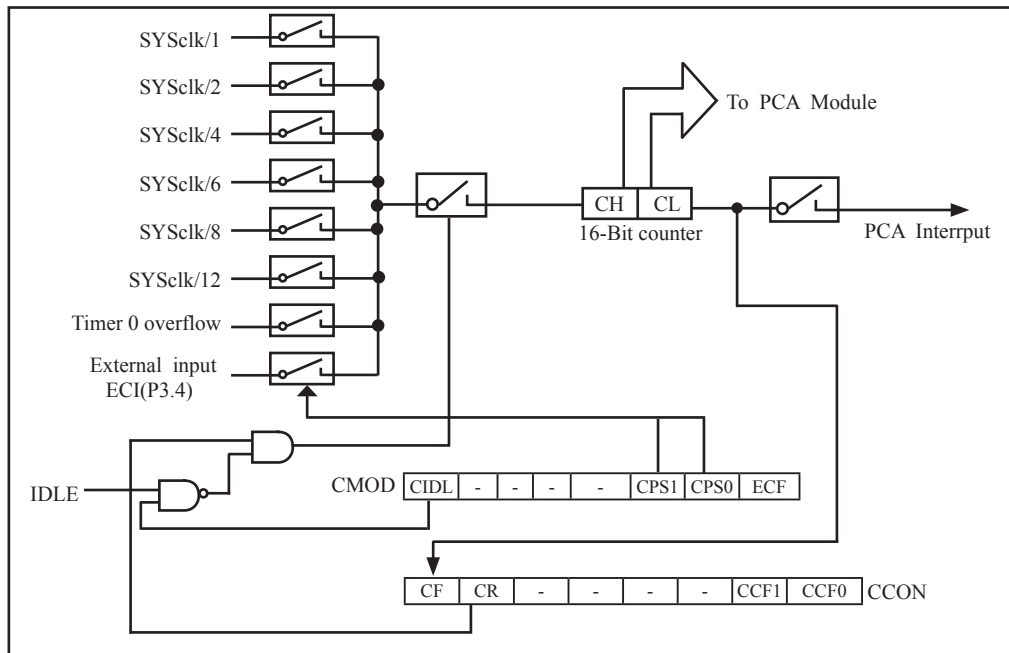 SYSclk/1
SYSclk/2
SYSclk/4
SYSclk/6
SYSclk/8
SYSclk/12
Timer 0 overflow
External input
ECI(P3.4)
To PCA Module
CH CL
16-Bit counter
PCA Interrput
IDLE
CMOD CIDL - - - - CPS1 CPS0 ECF
CF CR - - - - CCF1 CCF0 CCON